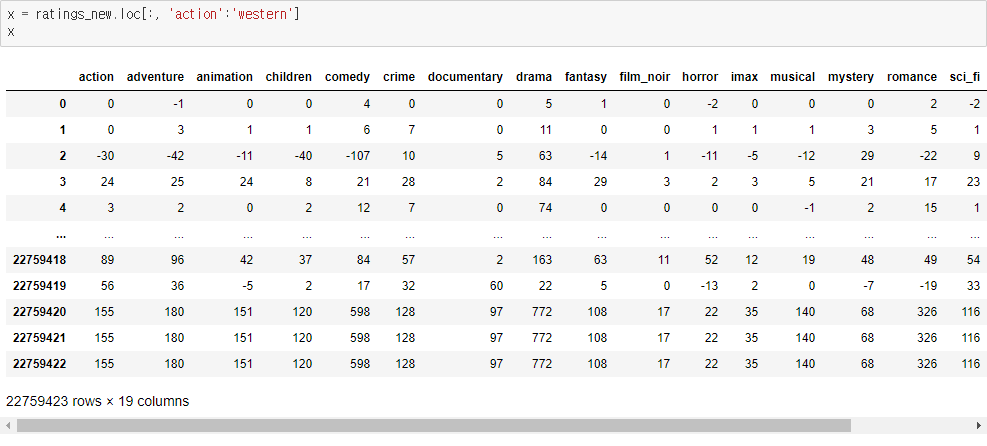 x = ratings_new.loc[:, 'action':'western']
x
action adventure animation children comedy crime documentary drama fantasy film_noir horror imax musical mystery romance sci_fi
0 0 -1 0 0 4 0 0 5 1 0 -2 0 0 0 2 -2
1 0 3 1 1 6 7 0 11 0 0 1 1 1 3 5 1
2 -30 -42 -11 -40 -107 10 5 63 -14 1 -11 -5 -12 29 -22 9
3 24 25 24 8 21 28 2 84 29 3 2 3 5 21 17 23
4 3 2 0 2 12 7 0 74 0 0 0 0 -1 2 15 1
... ... ... ... ... ... ... ... ... ... ... ... ... ... ... ... ...
22759418 89 96 42 37 84 57 2 163 63 11 52 12 19 48 49 54
22759419 56 36 -5 2 17 32 60 22 5 0 -13 2 0 -7 -19 33
22759420 155 180 151 120 598 128 97 772 108 17 22 35 140 68 326 116
22759421 155 180 151 120 598 128 97 772 108 17 22 35 140 68 326 116
22759422 155 180 151 120 598 128 97 772 108 17 22 35 140 68 326 116
22759423 rows × 19 columns